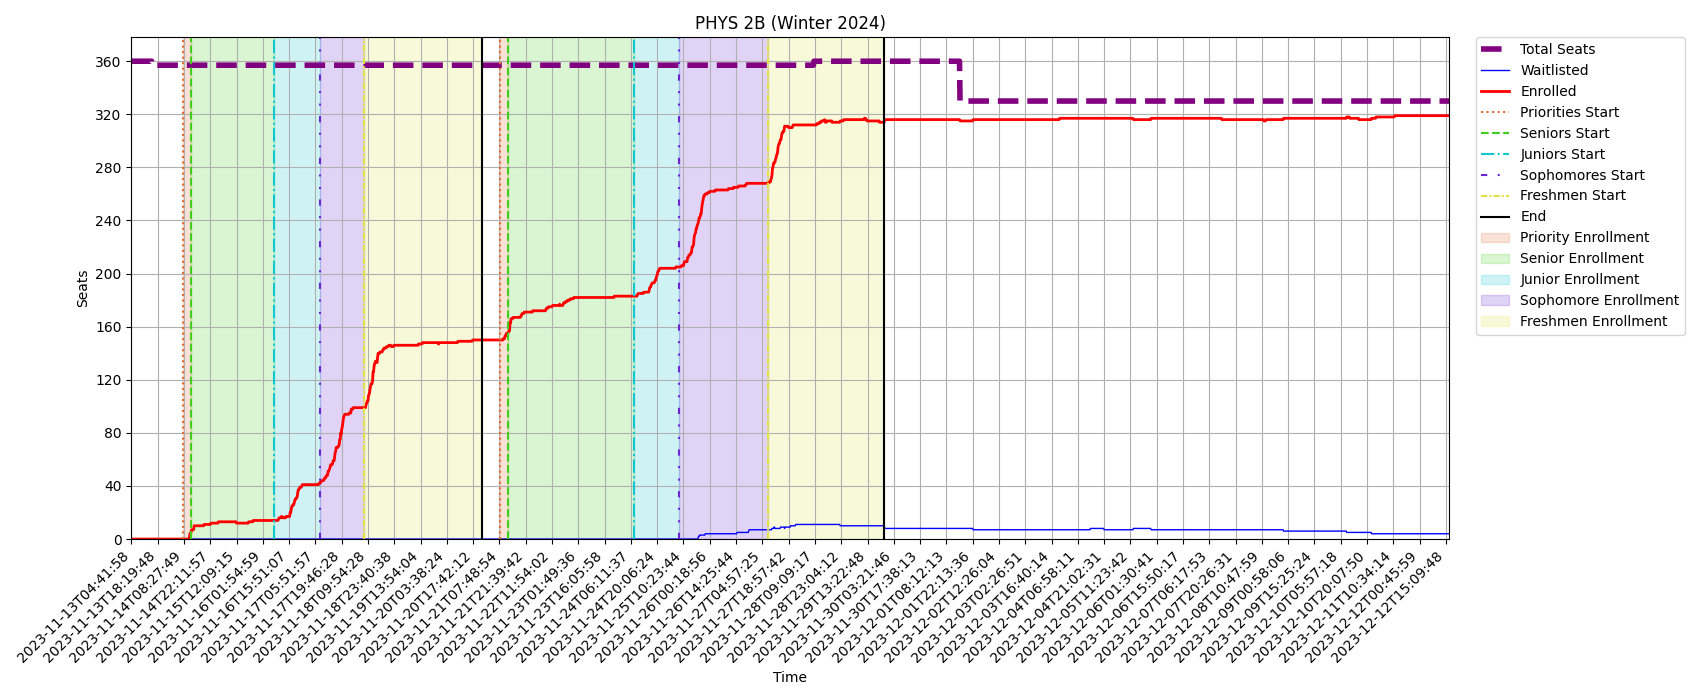 PHYS 2B (Winter 2024)
Seats
360
320
280
240
200
160
120
80
40
0
2023-11-13T04:41:58
2023-11-13T18:19:48
2023-11-14T08:27:49
2023-11-14T22:11:57
2023-11-15T12:09:15
2023-11-16T01:54:59
2023-11-16T15:51:07
2023-11-17T05:51:57
2023-11-17T19:46:28
2023-11-18T09:54:28
2023-11-18T23:40:38
2023-11-19T13:54:04
2023-11-20T03:38:24
2023-11-20T17:42:12
2023-11-21T07:48:54
2023-11-21T21:39:42
2023-11-22T11:54:02
2023-11-23T01:49:36
2023-11-23T16:05:58
2023-11-24T06:11:37
2023-11-24T20:06:24
2023-11-25T10:23:44
2023-11-26T00:18:56
2023-11-26T14:25:44
2023-11-27T04:57:25
2023-11-27T18:57:42
2023-11-28T09:09:17
2023-11-28T23:04:12
2023-11-29T13:22:48
2023-11-30T03:21:46
2023-11-30T17:38:13
2023-12-01T08:12:13
2023-12-01T22:13:36
2023-12-02T12:26:04
2023-12-03T02:26:51
2023-12-03T16:40:14
2023-12-04T06:58:11
2023-12-04T21:02:31
2023-12-05T11:23:42
2023-12-06T01:30:41
2023-12-06T15:50:17
2023-12-07T06:17:53
2023-12-07T20:26:31
2023-12-08T10:47:59
2023-12-09T00:58:06
2023-12-09T15:25:24
2023-12-10T05:57:18
2023-12-10T20:07:50
2023-12-11T10:34:14
2023-12-12T00:45:59
2023-12-12T15:09:48
Time
Total Seats
Waitlisted
Enrolled
Priorities Start
Seniors Start
Juniors Start
Sophomores Start
Freshmen Start
End
Priority Enrollment
Senior Enrollment
Junior Enrollment
Sophomore Enrollment
Freshmen Enrollment